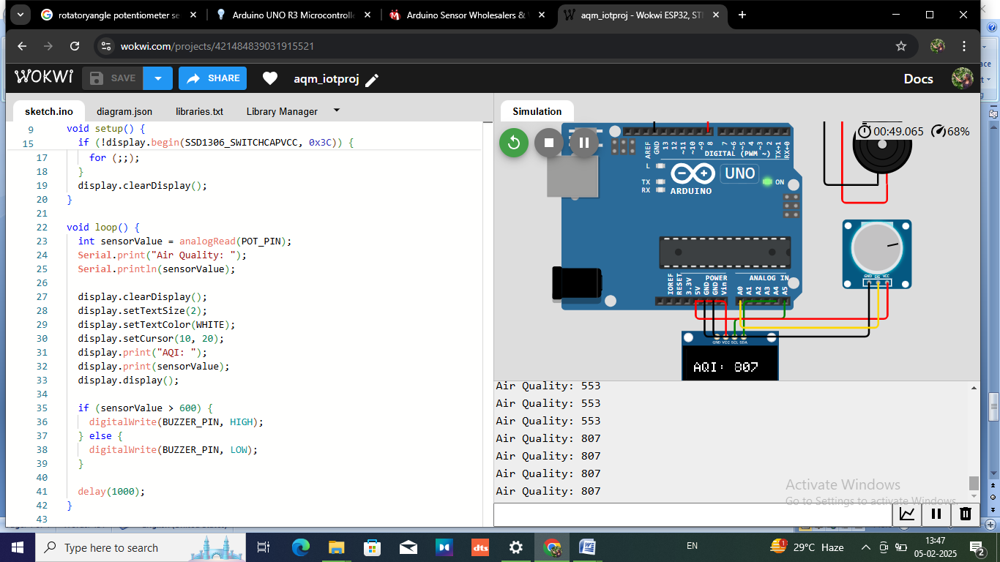 rotatoryangle potentiometer se
Arduino UNO R3 Microcontroll
Arduino Sensor Wholesalers &
aqm_iotproj - Wokwi ESP32, ST
wokwi.com/projects/421484839031915521
WOKWi
SAVE
SHARE
aqm_iotproj
Docs
sketch.ino
diagram.json
libraries.txt
Library Manager
9 void setup() {
15 if (!display.begin(SSD1306_SWITCHCAPVCC, 0x3C)) {
17 for (;;);
18 }
19 display.clearDisplay();
20 }
21
22 void loop() {
23 int sensorValue = analogRead(POT_PIN);
24 Serial.print("Air Quality: ");
25 Serial.println(sensorValue);
26
27 display.clearDisplay();
28 display.setTextSize(2);
29 display.setTextColor(WHITE);
30 display.setCursor(10, 20);
31 display.print("AQI: ");
32 display.print(sensorValue);
33 display.display();
34
35 if (sensorValue > 600) {
36 digitalWrite(BUZZER_PIN, HIGH);
37 } else {
38 digitalWrite(BUZZER_PIN, LOW);
39 }
40
41 delay(1000);
42 }
43
Simulation
00:49.065
68%
AREF
GND
13
12
~11
~10
~9
8
7
~6
~5
4
~3
2
TX→1
RX←0
DIGITAL (PWM ~)
L
TX
RX
UNO
ON
ARDUINO
IOREF
RESET
3.3V
5V
GND
GND
Vin
POWER
ANALOG IN
A0
A1
A2
A3
A4
A5
GND SIG VCC
GND VCC SCL SDA
AQI: 807
Air Quality: 553
Air Quality: 553
Air Quality: 553
Air Quality: 807
Air Quality: 807
Air Quality: 807
Air Quality: 807
Activate Windows
Go to Settings to activate Windows.
Type here to search
dts
EN
1
29°C Haze
13:47
05-02-2025
2